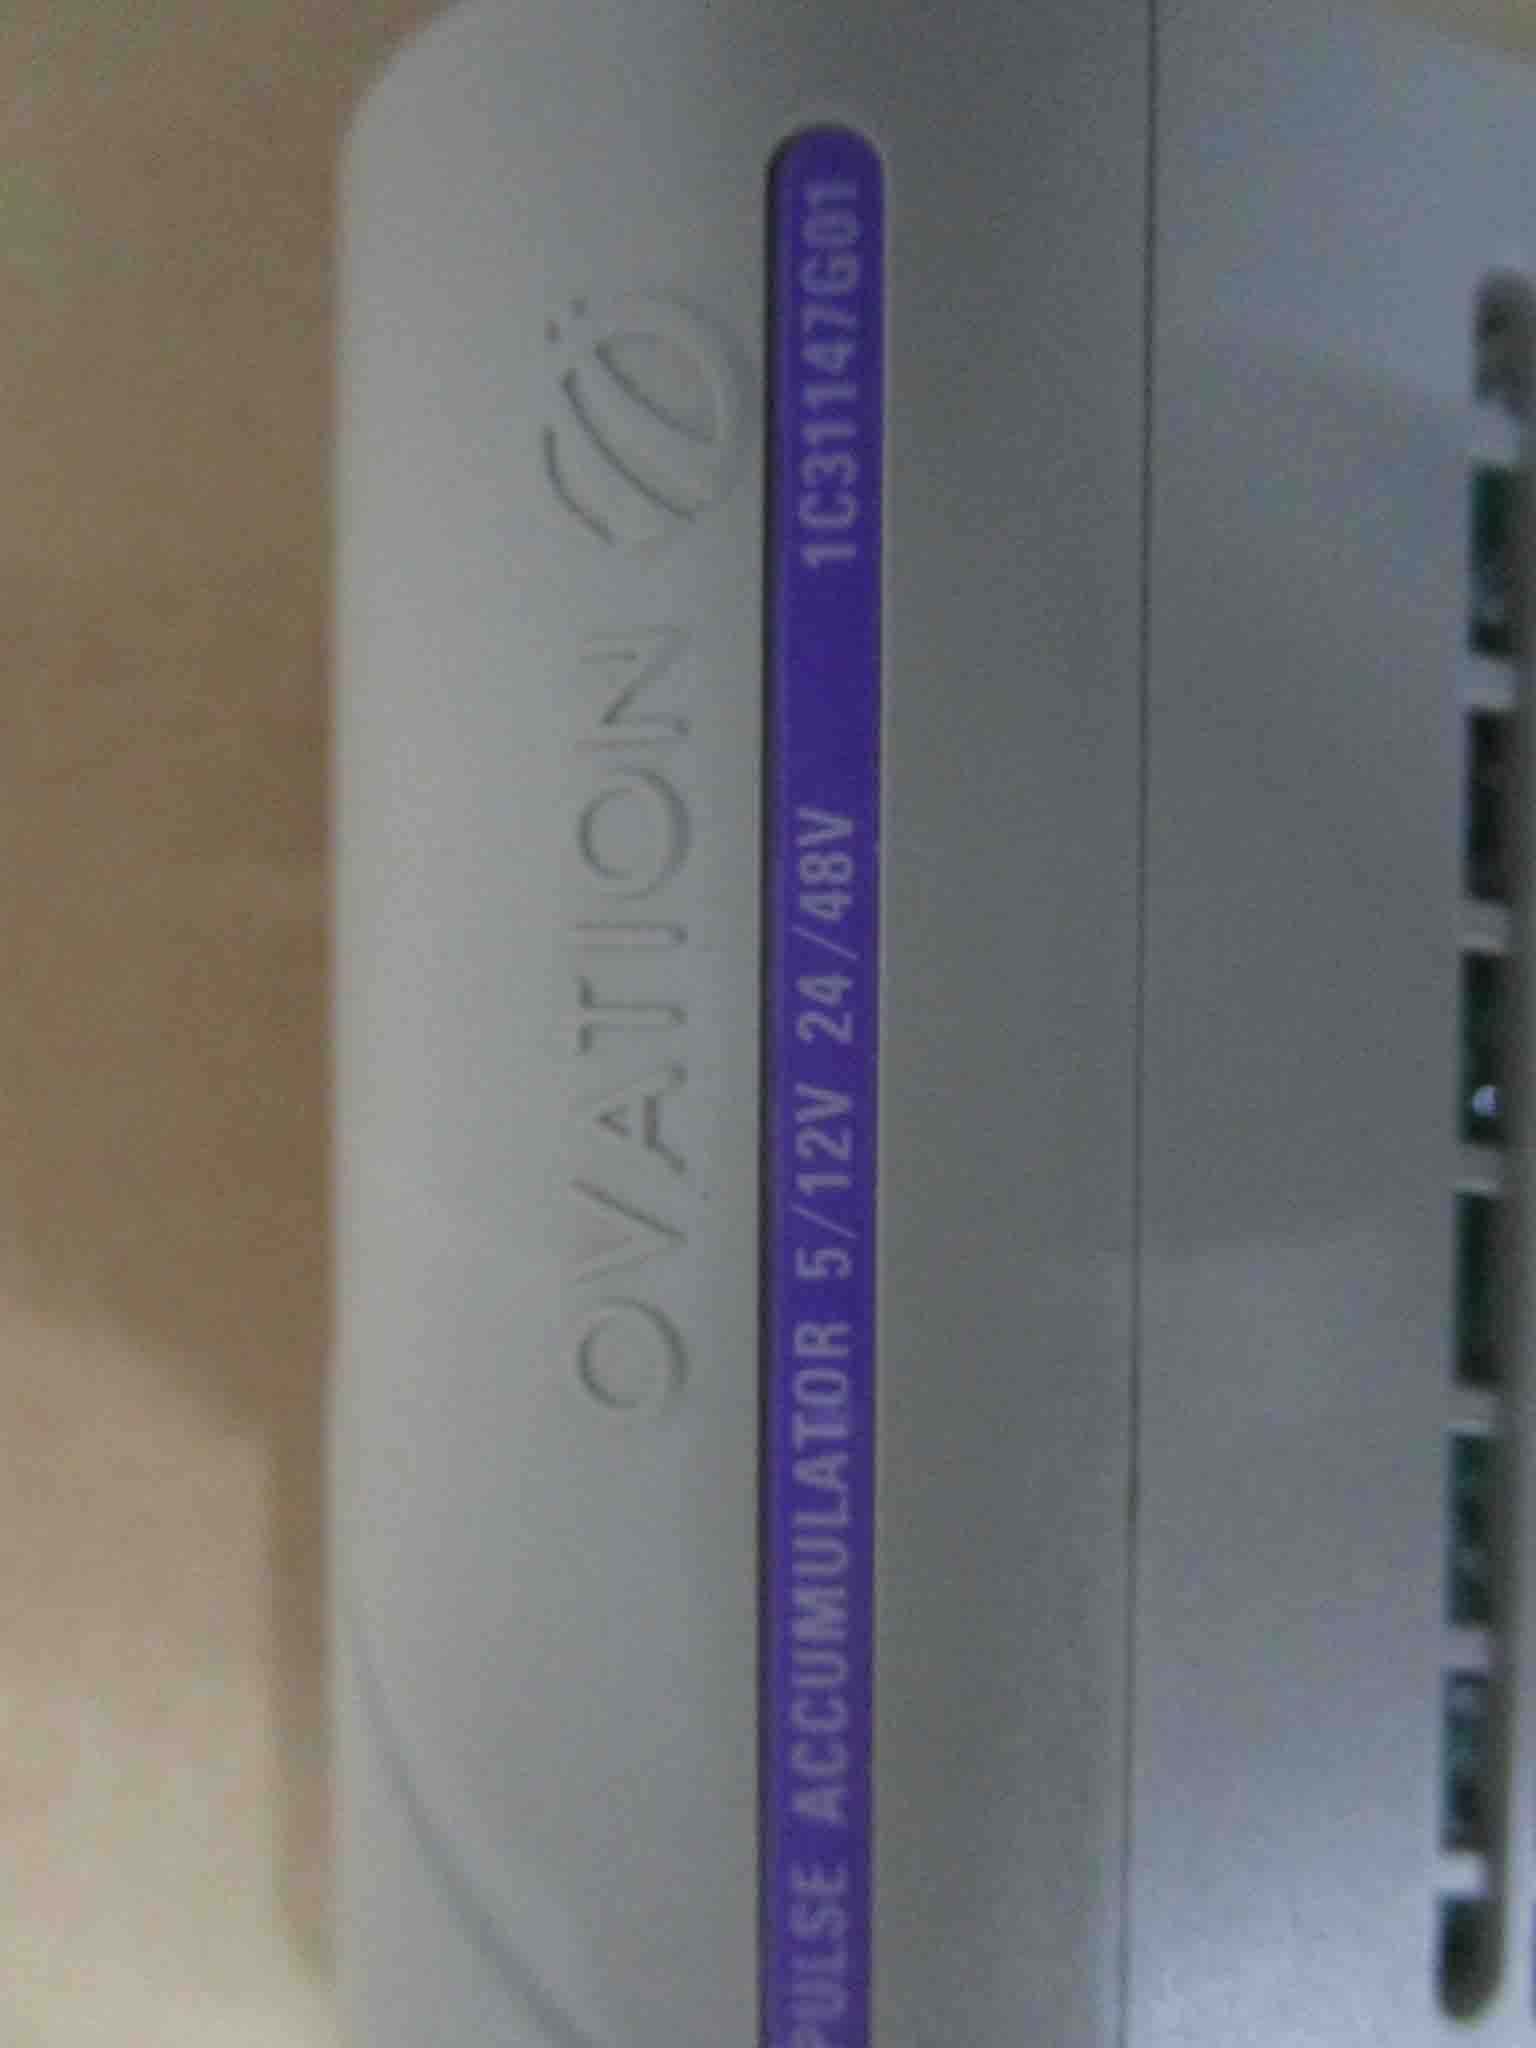 OVATION
PULSE ACCUMULATOR 5/12V 24/48V 1C31147G01